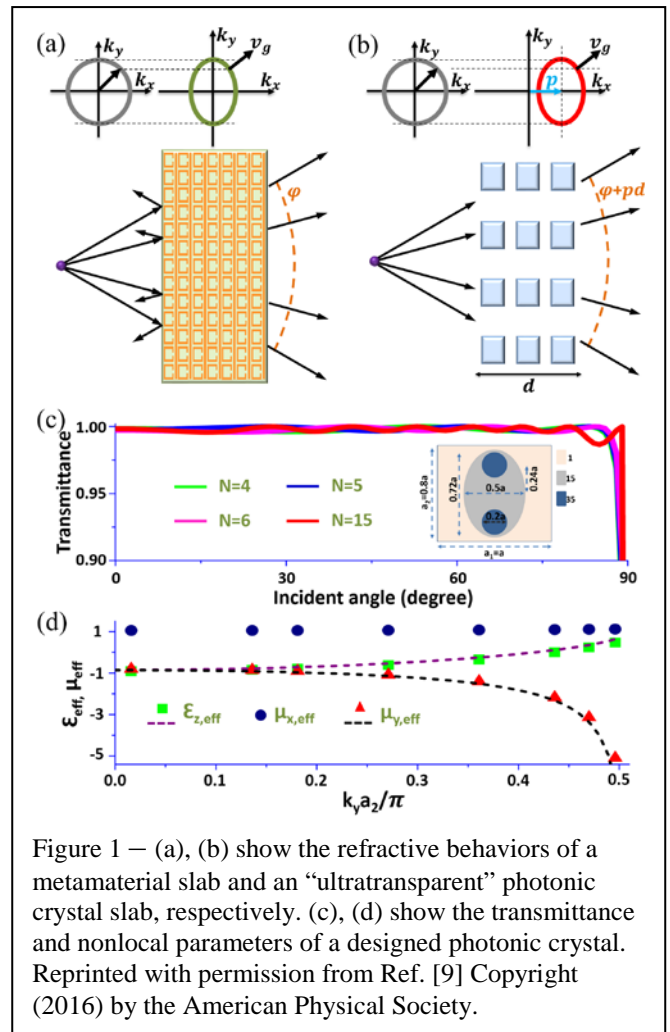 (a)
k_y
k_y
v_g
k_x
k_x
φ
(b)
k_y
k_y
v_g
k_x
p
k_x
φ+pd
d
(c)
1.00
0.95
0.90
Transmittance
N=4
N=5
N=6
N=15
a₂=0.8a
0.72a
0.5a
0.24a
0.2a
a₁=a
1
15
35
0
30
60
90
Incident angle (degree)
(d)
1
-1
-3
-5
ε_eff, μ_eff
ε_z,eff
μ_x,eff
μ_y,eff
0.0
0.1
0.2
0.3
0.4
0.5
k_y a₂/π
Figure 1 – (a), (b) show the refractive behaviors of a
metamaterial slab and an “ultratransparent” photonic
crystal slab, respectively. (c), (d) show the transmittance
and nonlocal parameters of a designed photonic crystal.
Reprinted with permission from Ref. [9] Copyright
(2016) by the American Physical Society.